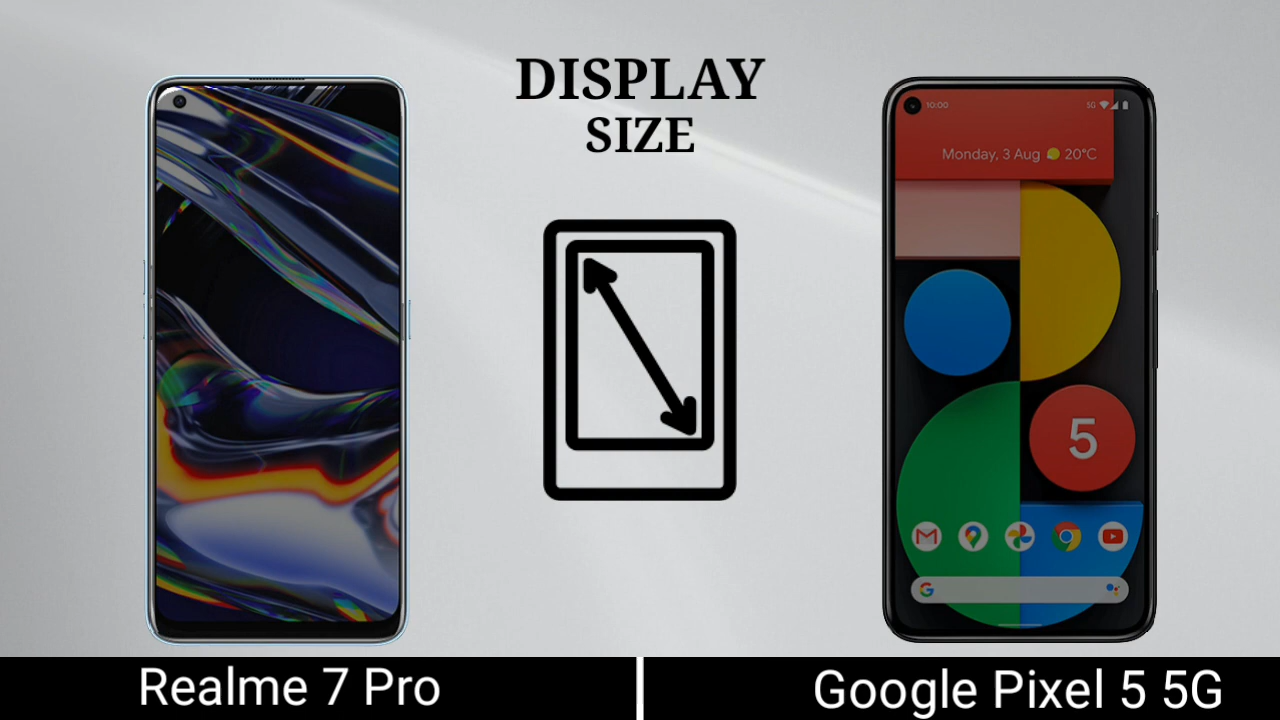 DISPLAY
SIZE
10:00
5G
Monday, 3 Aug 20°C
5
G
Realme 7 Pro
Google Pixel 5 5G